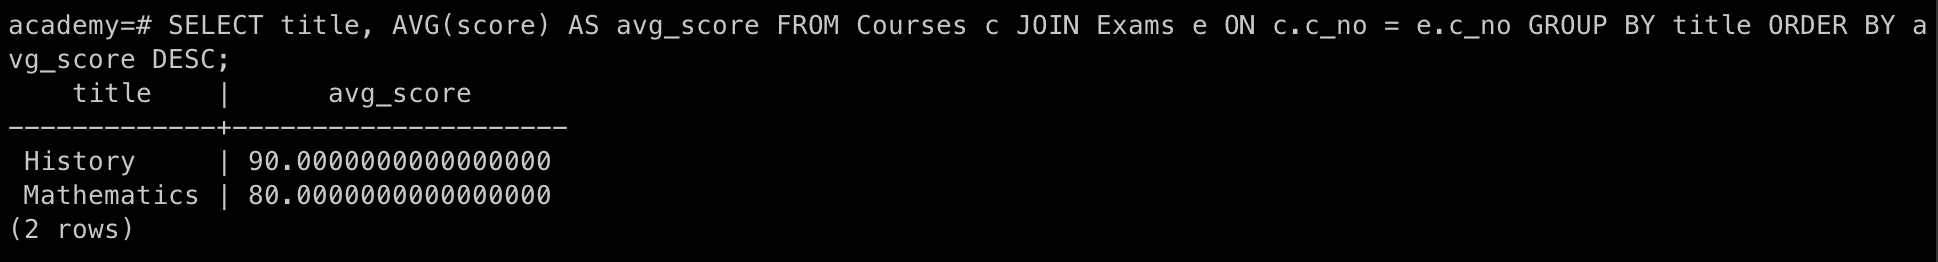 academy=# SELECT title, AVG(score) AS avg_score FROM Courses c JOIN Exams e ON c.c_no = e.c_no GROUP BY title ORDER BY a
vg_score DESC;
    title    |      avg_score
-------------+---------------------
 History     | 90.0000000000000000
 Mathematics | 80.0000000000000000
(2 rows)